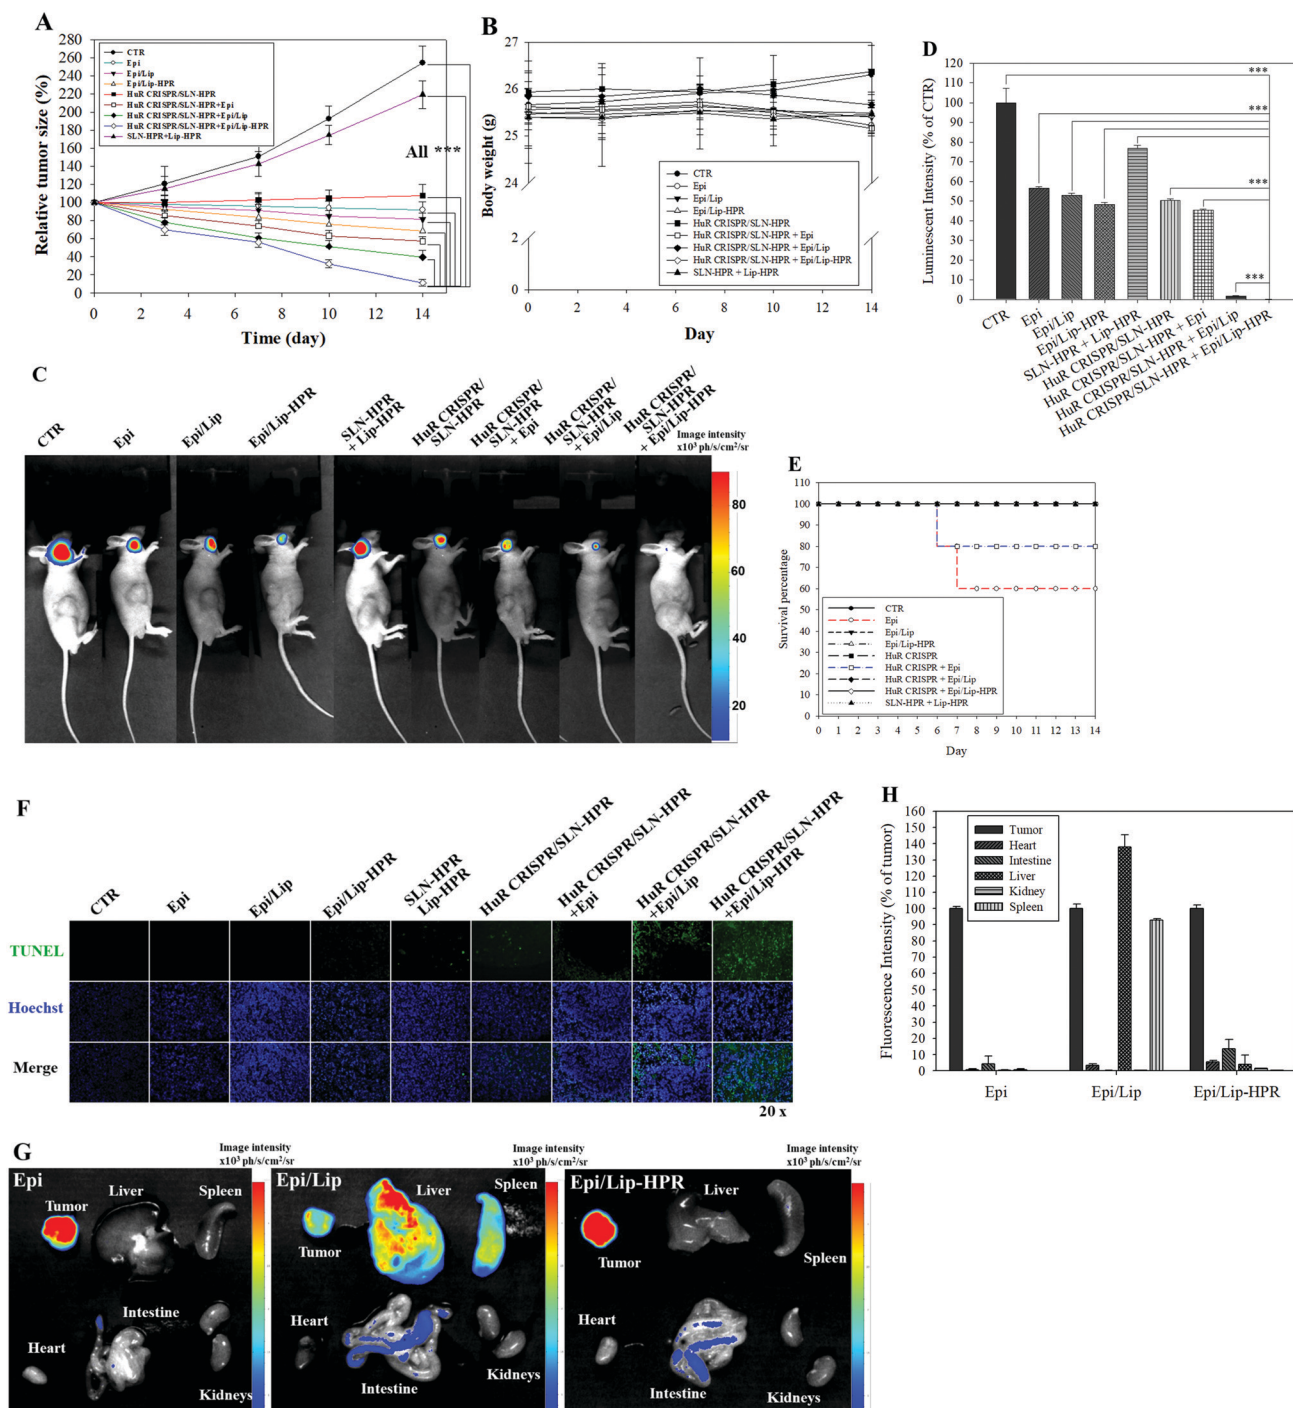 A
Relative tumor size (%)
280
260
240
220
200
180
160
140
120
100
80
60
40
20
0
0 2 4 6 8 10 12 14
Time (day)
CTR
Epi
Epi/Lip
Epi/Lip-HPR
HuR CRISPR/SLN-HPR
HuR CRISPR/SLN-HPR+Epi
HuR CRISPR/SLN-HPR+Epi/Lip
HuR CRISPR/SLN-HPR+Epi/Lip-HPR
SLN-HPR+Lip-HPR
All ***
B
Body weight (g)
27
26
25
24
2
0
0 2 4 6 8 10 12 14
Day
CTR
Epi
Epi/Lip
Epi/Lip-HPR
HuR CRISPR/SLN-HPR
HuR CRISPR/SLN-HPR + Epi
HuR CRISPR/SLN-HPR + Epi/Lip
HuR CRISPR/SLN-HPR + Epi/Lip-HPR
SLN-HPR + Lip-HPR
D
Luminescent Intensity (% of CTR)
110
100
90
80
70
60
50
40
30
20
10
0
***
***
***
***
CTR
Epi
Epi/Lip
Epi/Lip-HPR
SLN-HPR + Lip-HPR
HuR CRISPR/SLN-HPR
HuR CRISPR/SLN-HPR + Epi
HuR CRISPR/SLN-HPR + Epi/Lip
HuR CRISPR/SLN-HPR + Epi/Lip-HPR
C
CTR
Epi
Epi/Lip
Epi/Lip-HPR
SLN-HPR
+ Lip-HPR
HuR CRISPR/
SLN-HPR
HuR CRISPR/
SLN-HPR
+ Epi
HuR CRISPR/
SLN-HPR
+ Epi/Lip
HuR CRISPR/
SLN-HPR
+ Epi/Lip-HPR
Image intensity
x10³ ph/s/cm²/sr
80
60
40
20
E
Survival percentage
110
100
90
80
70
60
50
40
30
20
10
0
0 1 2 3 4 5 6 7 8 9 10 11 12 13 14
Day
CTR
Epi
Epi/Lip
Epi/Lip-HPR
HuR CRISPR
HuR CRISPR + Epi
HuR CRISPR + Epi/Lip
HuR CRISPR + Epi/Lip-HPR
SLN-HPR + Lip-HPR
F
CTR
Epi
Epi/Lip
Epi/Lip-HPR
SLN-HPR
Lip-HPR
HuR CRISPR/SLN-HPR
HuR CRISPR/SLN-HPR
+Epi
HuR CRISPR/SLN-HPR
+Epi/Lip
HuR CRISPR/SLN-HPR
+Epi/Lip-HPR
TUNEL
Hoechst
Merge
20 x
H
Fluorescence Intensity (% of tumor)
160
150
140
130
120
110
100
90
80
70
60
50
40
30
20
10
0
Tumor
Heart
Intestine
Liver
Kidney
Spleen
Epi Epi/Lip Epi/Lip-HPR
G
Image intensity
x10³ ph/s/cm²/sr
Epi
Tumor
Liver
Spleen
Intestine
Heart
Kidneys
Image intensity
x10³ ph/s/cm²/sr
Epi/Lip
Liver
Spleen
Tumor
Heart
Intestine
Kidneys
Image intensity
x10³ ph/s/cm²/sr
Epi/Lip-HPR
Liver
Tumor
Spleen
Heart
Intestine
Kidneys